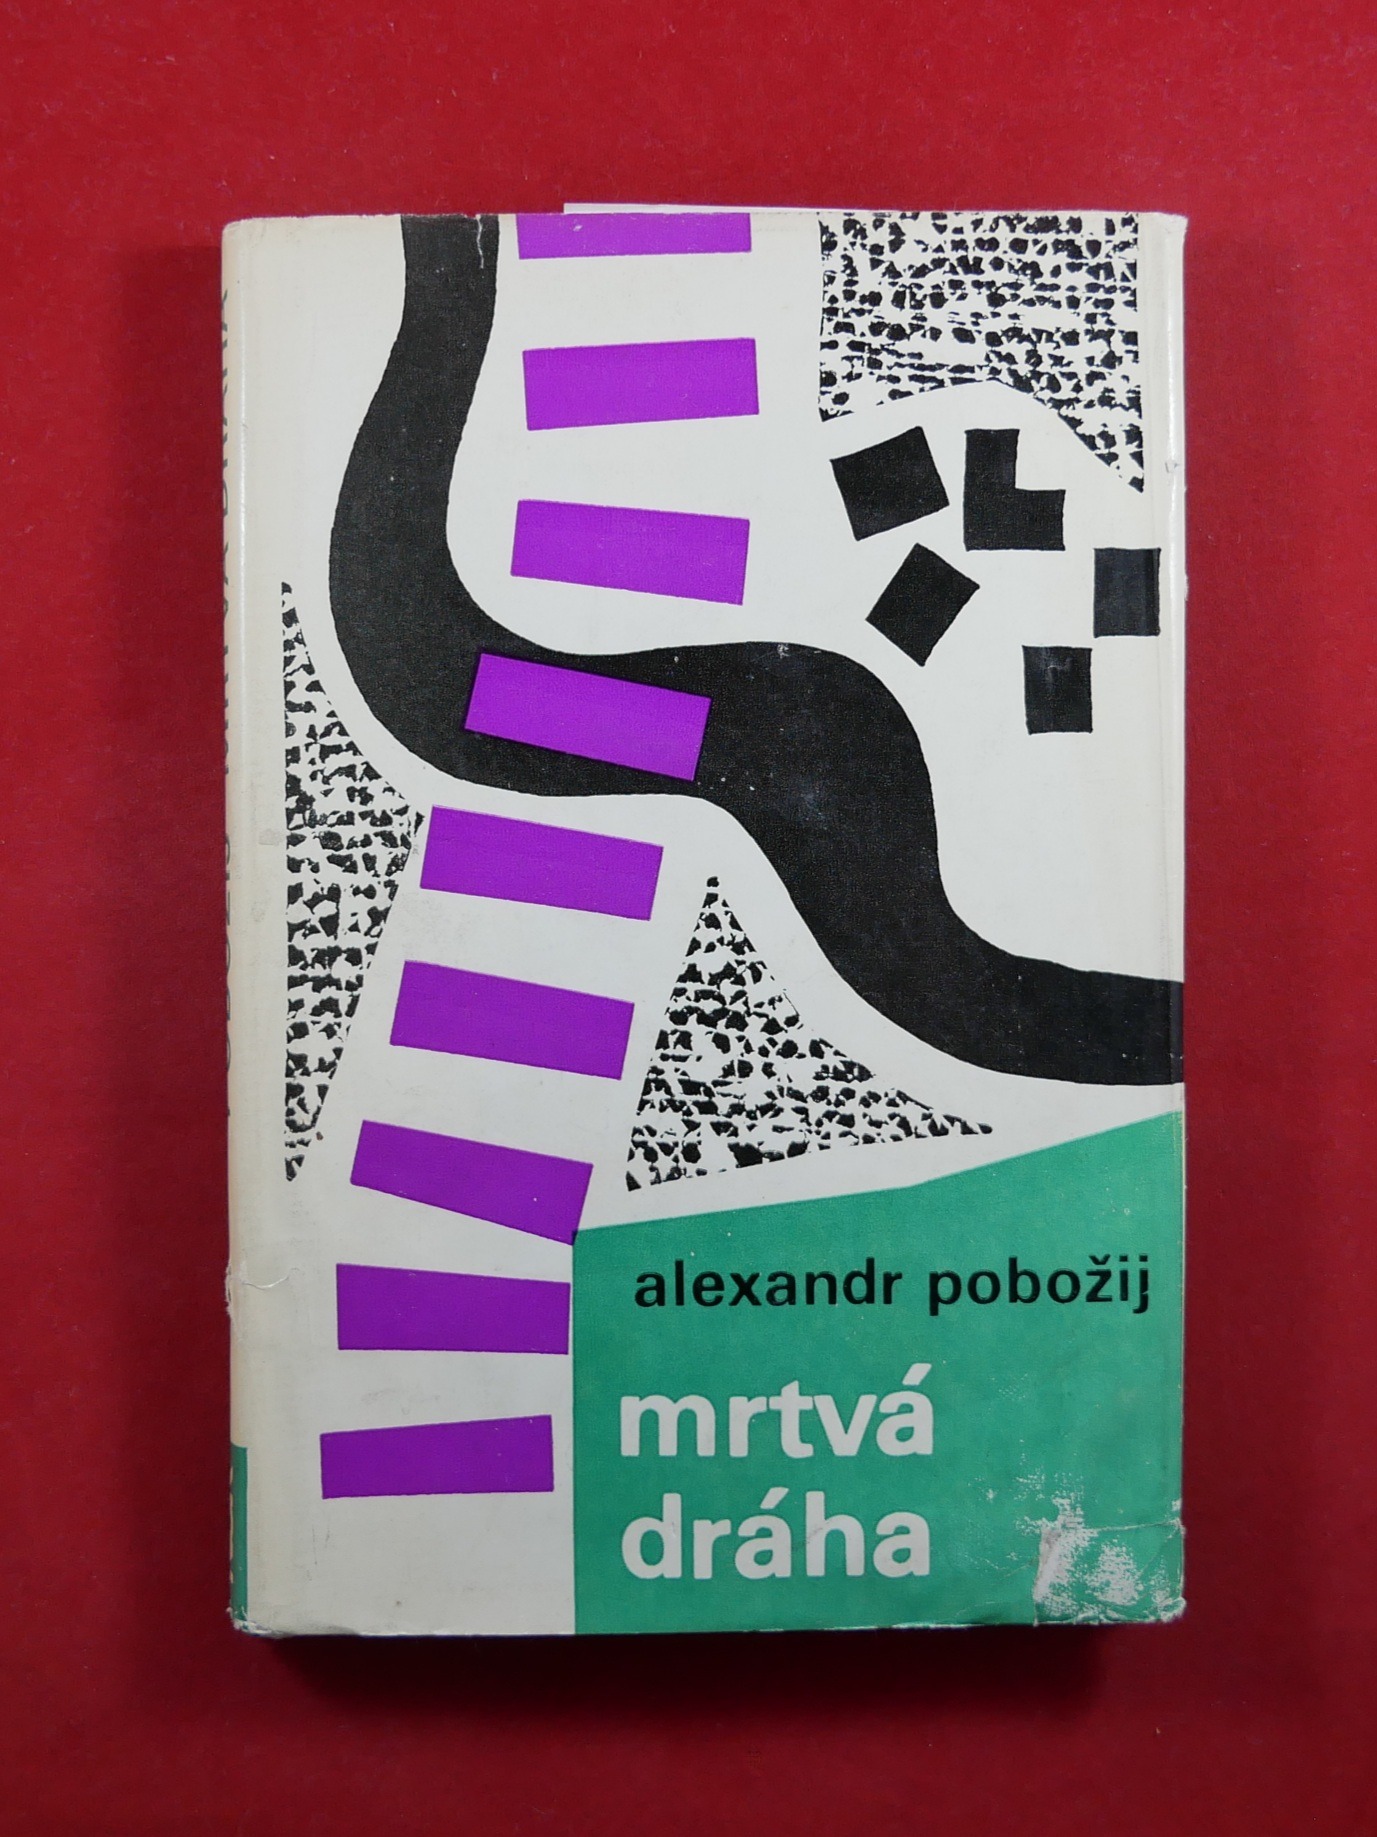 alexandr pobožij
mrtvá
dráha